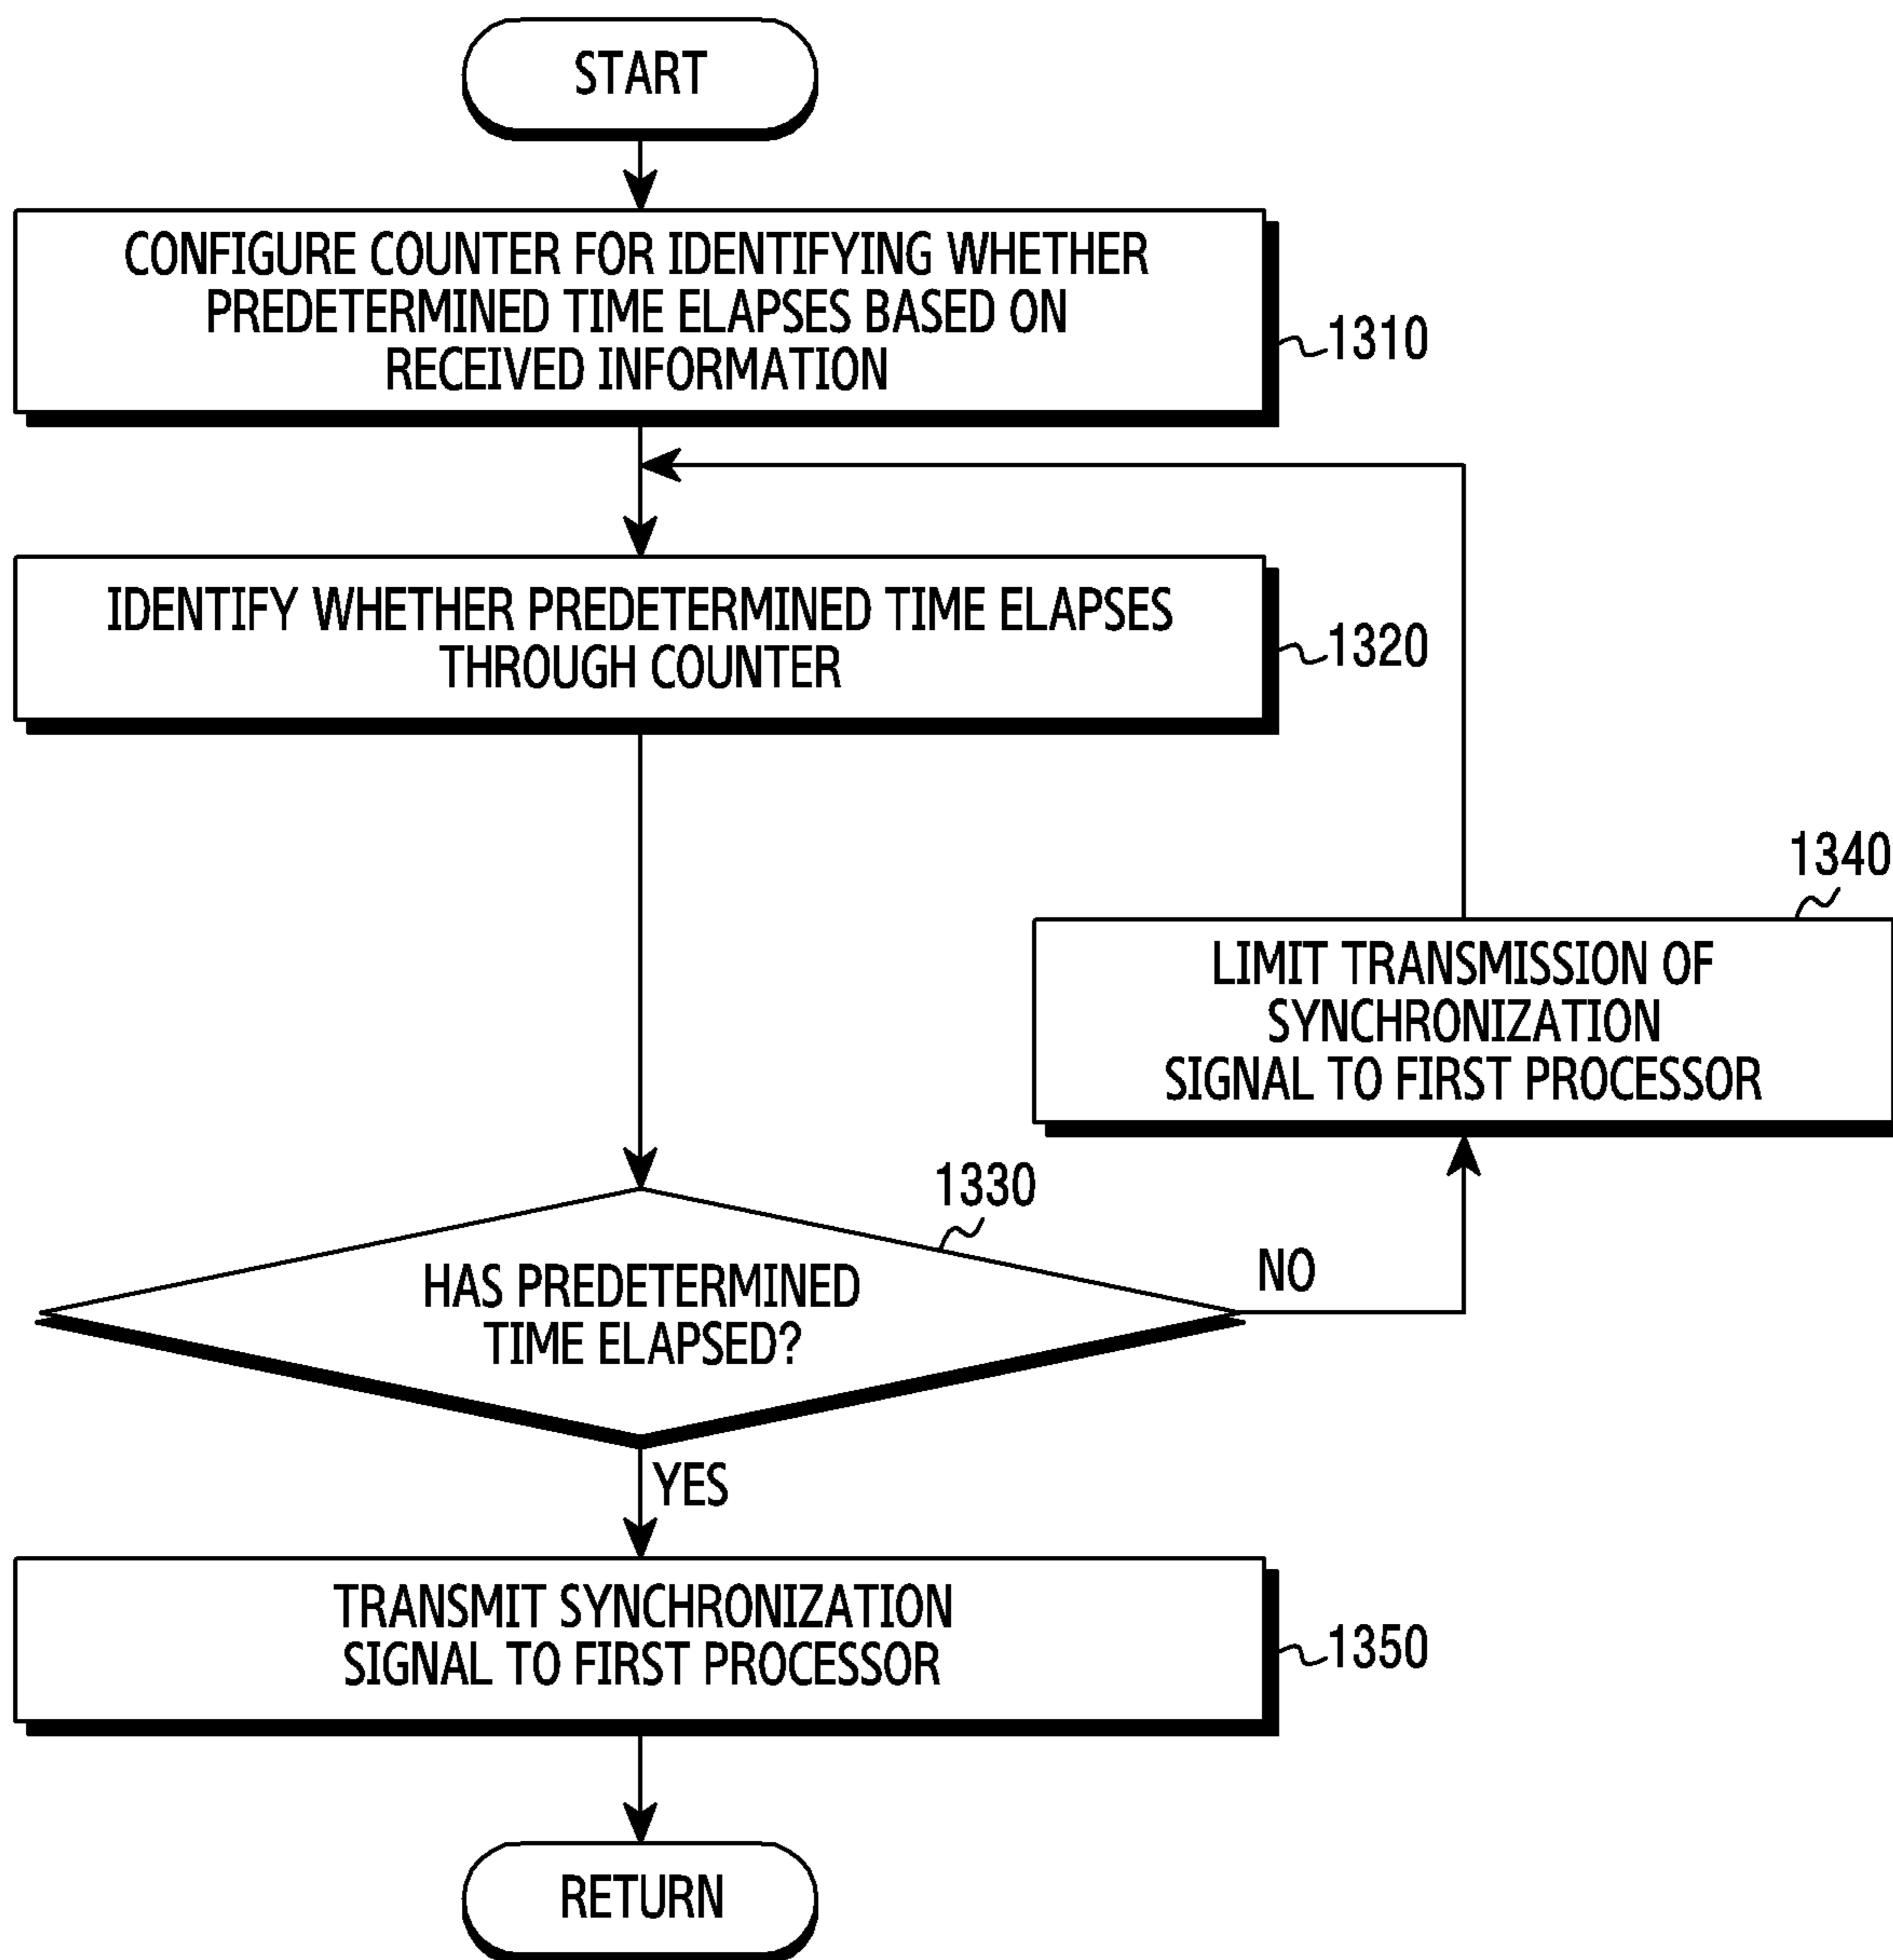 START
CONFIGURE COUNTER FOR IDENTIFYING WHETHER
PREDETERMINED TIME ELAPSES BASED ON
RECEIVED INFORMATION
1310
IDENTIFY WHETHER PREDETERMINED TIME ELAPSES
THROUGH COUNTER
1320
1340
LIMIT TRANSMISSION OF
SYNCHRONIZATION
SIGNAL TO FIRST PROCESSOR
1330
HAS PREDETERMINED
TIME ELAPSED?
NO
YES
TRANSMIT SYNCHRONIZATION
SIGNAL TO FIRST PROCESSOR
1350
RETURN